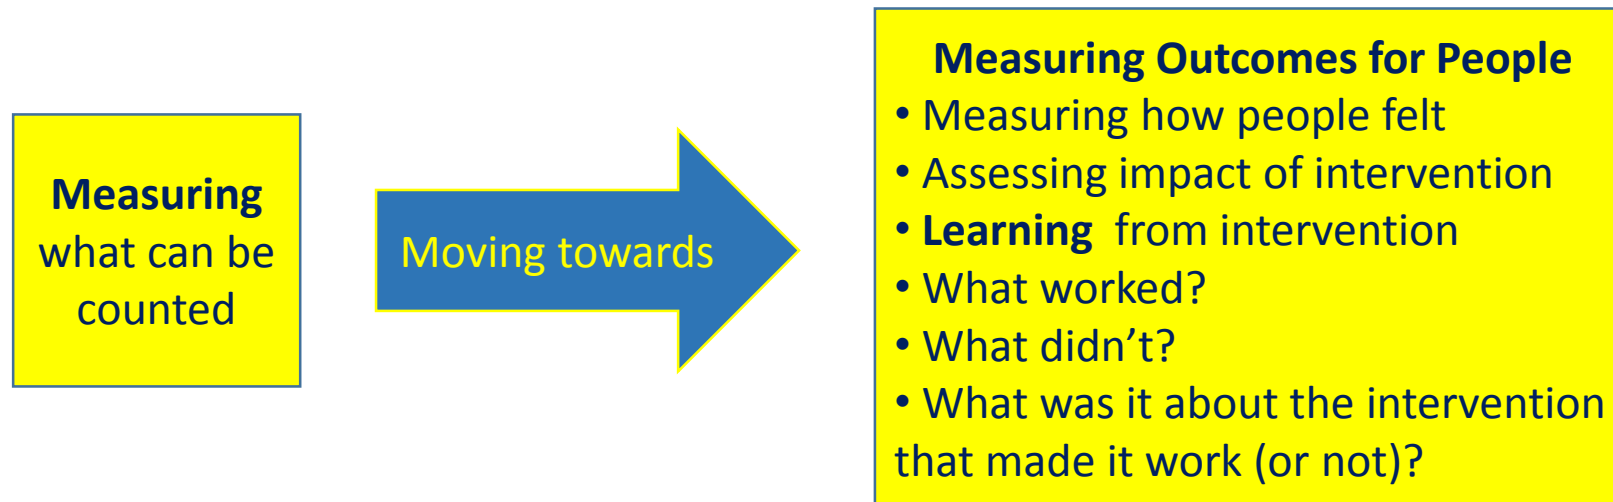 Measuring
what can be
counted
Moving towards
Measuring Outcomes for People
• Measuring how people felt
• Assessing impact of intervention
• Learning from intervention
• What worked?
• What didn’t?
• What was it about the intervention
that made it work (or not)?